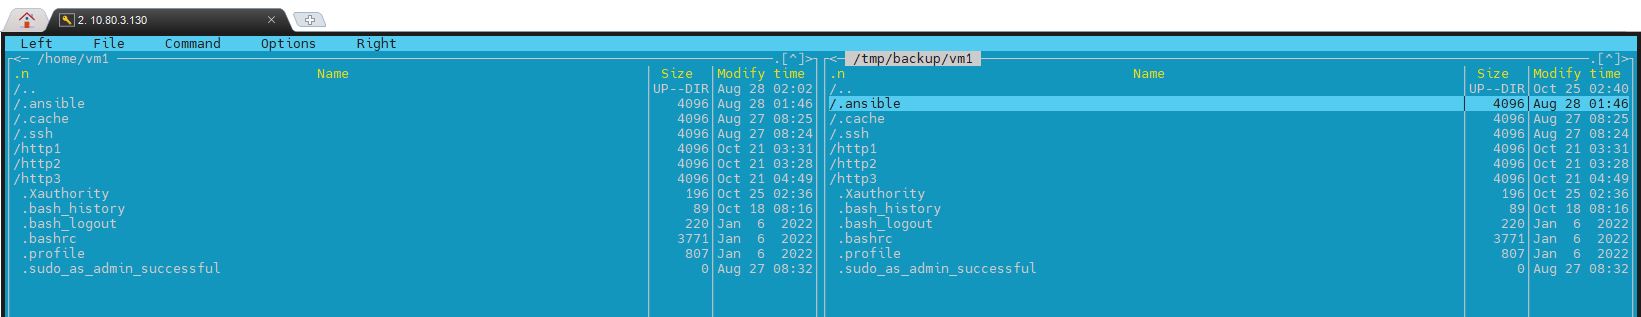 2. 10.80.3.130
Left File Command Options Right
<─ /home/vm1 .[^]> <─ /tmp/backup/vm1 .[^]>
.n Name Size Modify time .n Name Size Modify time
/.. UP--DIR Aug 28 02:02 /.. UP--DIR Oct 25 02:40
/.ansible 4096 Aug 28 01:46 /.ansible 4096 Aug 28 01:46
/.cache 4096 Aug 27 08:25 /.cache 4096 Aug 27 08:25
/.ssh 4096 Aug 27 08:24 /.ssh 4096 Aug 27 08:24
/http1 4096 Oct 21 03:31 /http1 4096 Oct 21 03:31
/http2 4096 Oct 21 03:28 /http2 4096 Oct 21 03:28
/http3 4096 Oct 21 04:49 /http3 4096 Oct 21 04:49
.Xauthority 196 Oct 25 02:36 .Xauthority 196 Oct 25 02:36
.bash_history 89 Oct 18 08:16 .bash_history 89 Oct 18 08:16
.bash_logout 220 Jan 6 2022 .bash_logout 220 Jan 6 2022
.bashrc 3771 Jan 6 2022 .bashrc 3771 Jan 6 2022
.profile 807 Jan 6 2022 .profile 807 Jan 6 2022
.sudo_as_admin_successful 0 Aug 27 08:32 .sudo_as_admin_successful 0 Aug 27 08:32